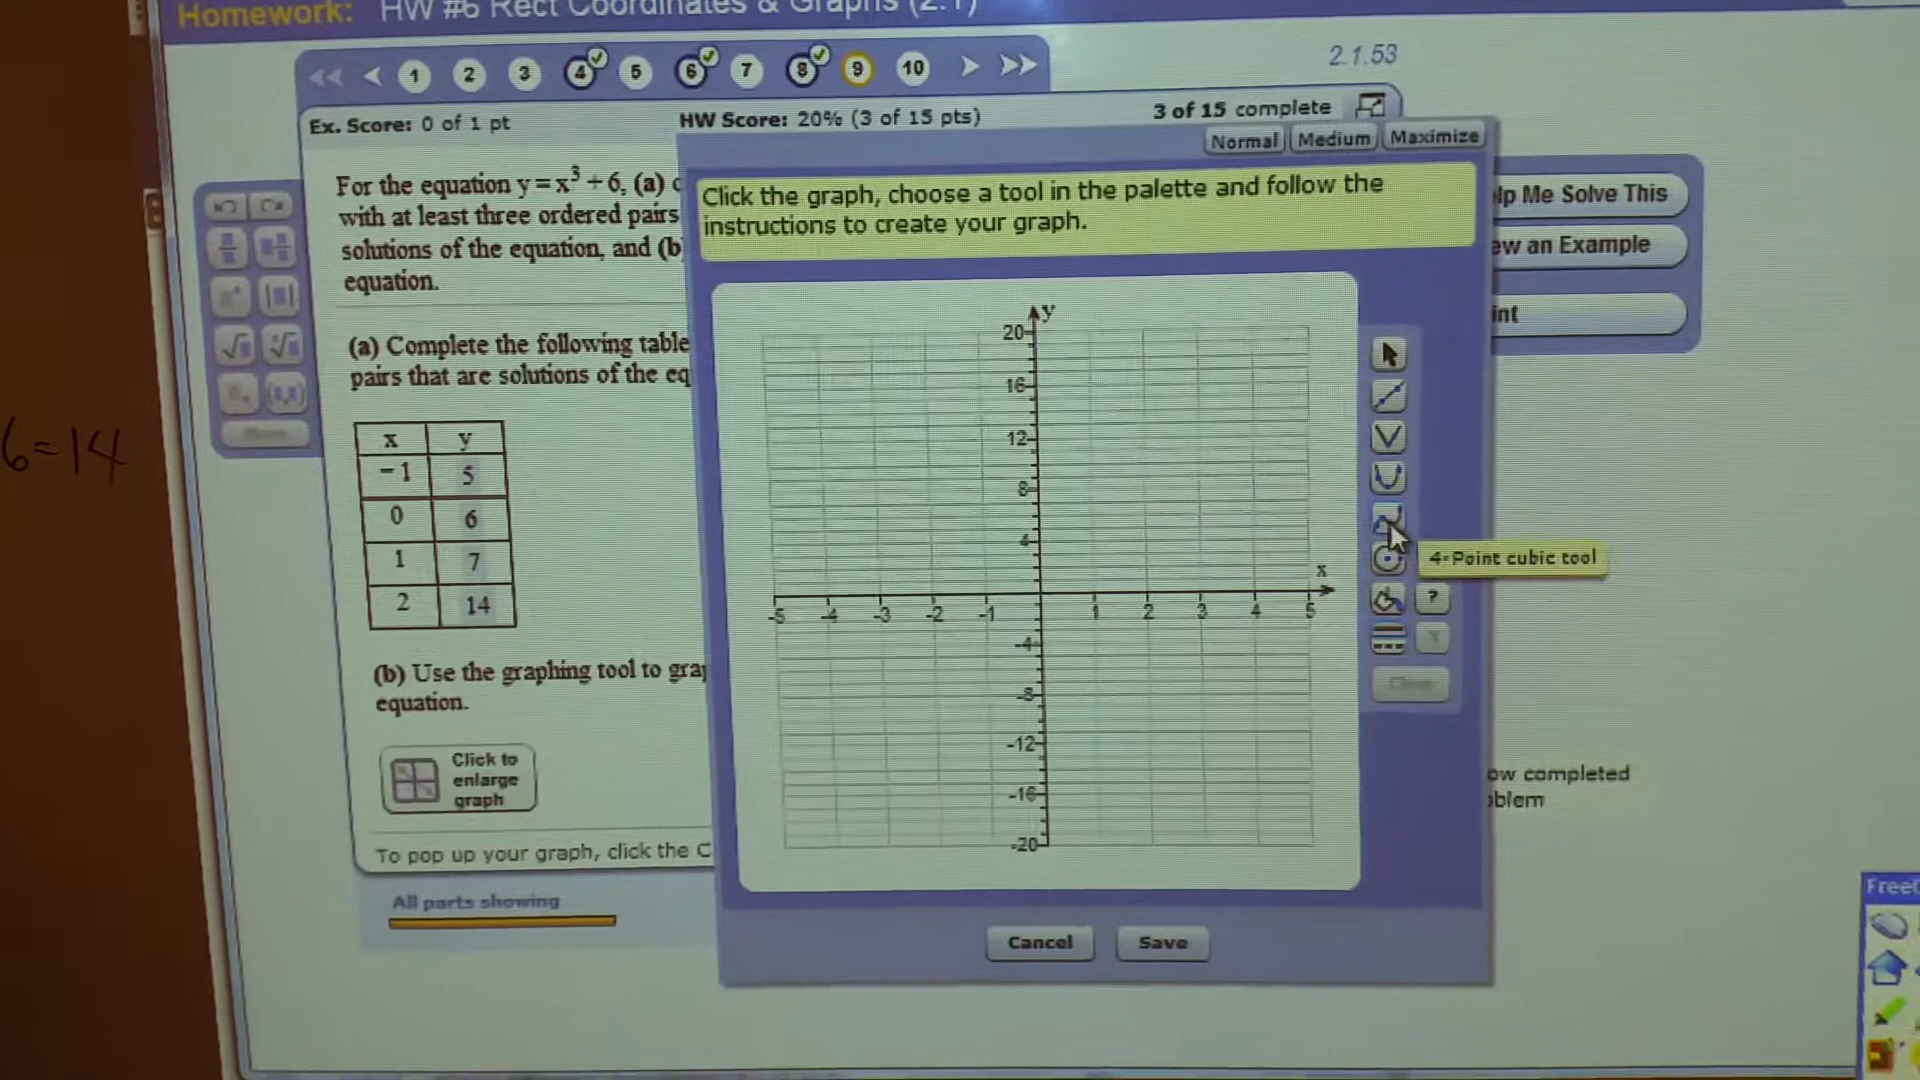 Homework: HW #6 Rect Coordinates & Graphs (2.1)
2.1.53
1 2 3 4 5 6 7 8 9 10
Ex. Score: 0 of 1 pt
HW Score: 20% (3 of 15 pts)
3 of 15 complete
Normal Medium Maximize
For the equation y=x³+6, (a)
with at least three ordered pairs
solutions of the equation, and (b)
equation.
Click the graph, choose a tool in the palette and follow the
instructions to create your graph.
lp Me Solve This
ew an Example
int
(a) Complete the following table
pairs that are solutions of the eq
x y
-1 5
0 6
1 7
2 14
6=14
(b) Use the graphing tool to gra
equation.
Click to
enlarge
graph
To pop up your graph, click the C
All parts showing
y
20
16
12
8
4
x
-5 -4 -3 -2 -1 1 2 3 4 5
-4
-8
-12
-16
-20
4-Point cubic tool
?
Cancel Save
ow completed
oblem
Free